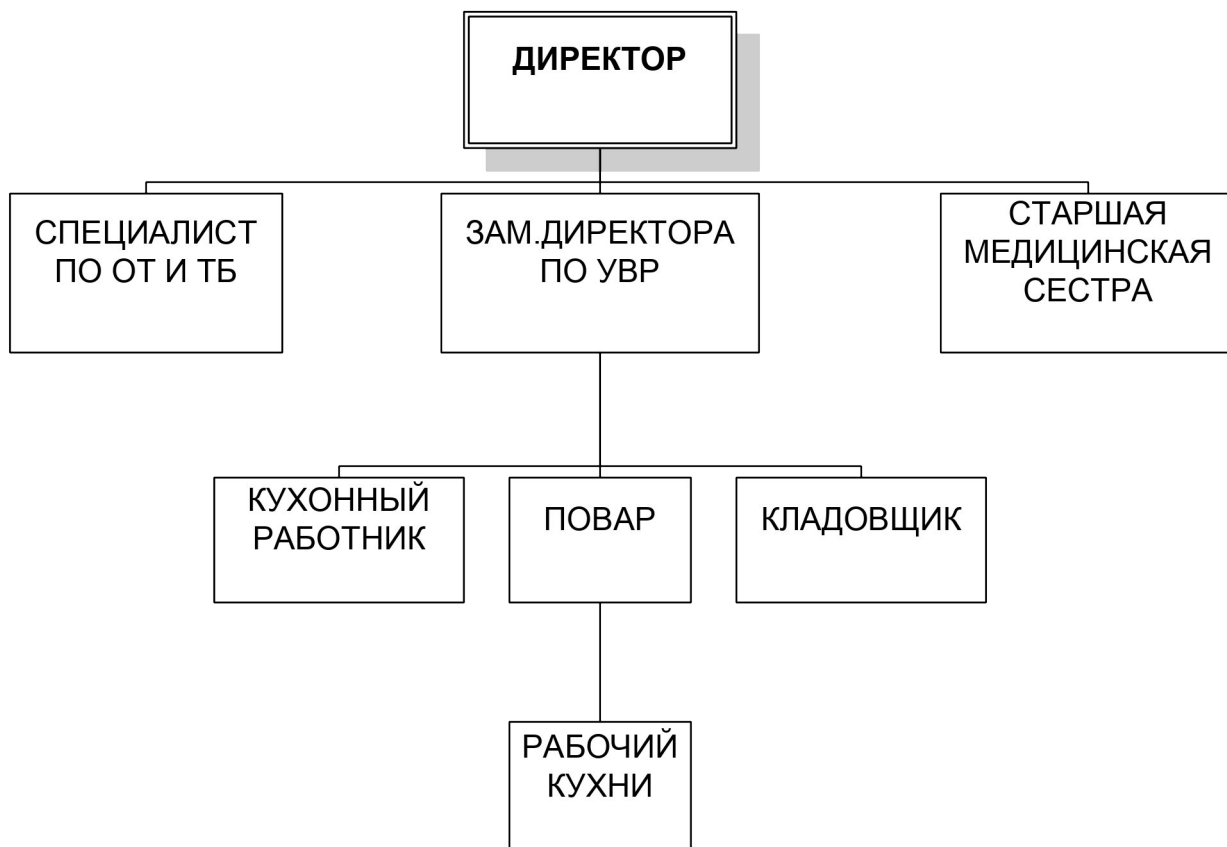 ДИРЕКТОР
СПЕЦИАЛИСТ
ПО ОТ И ТБ
ЗАМ.ДИРЕКТОРА
ПО УВР
СТАРШАЯ
МЕДИЦИНСКАЯ
СЕСТРА
КУХОННЫЙ
РАБОТНИК
ПОВАР
КЛАДОВЩИК
РАБОЧИЙ
КУХНИ